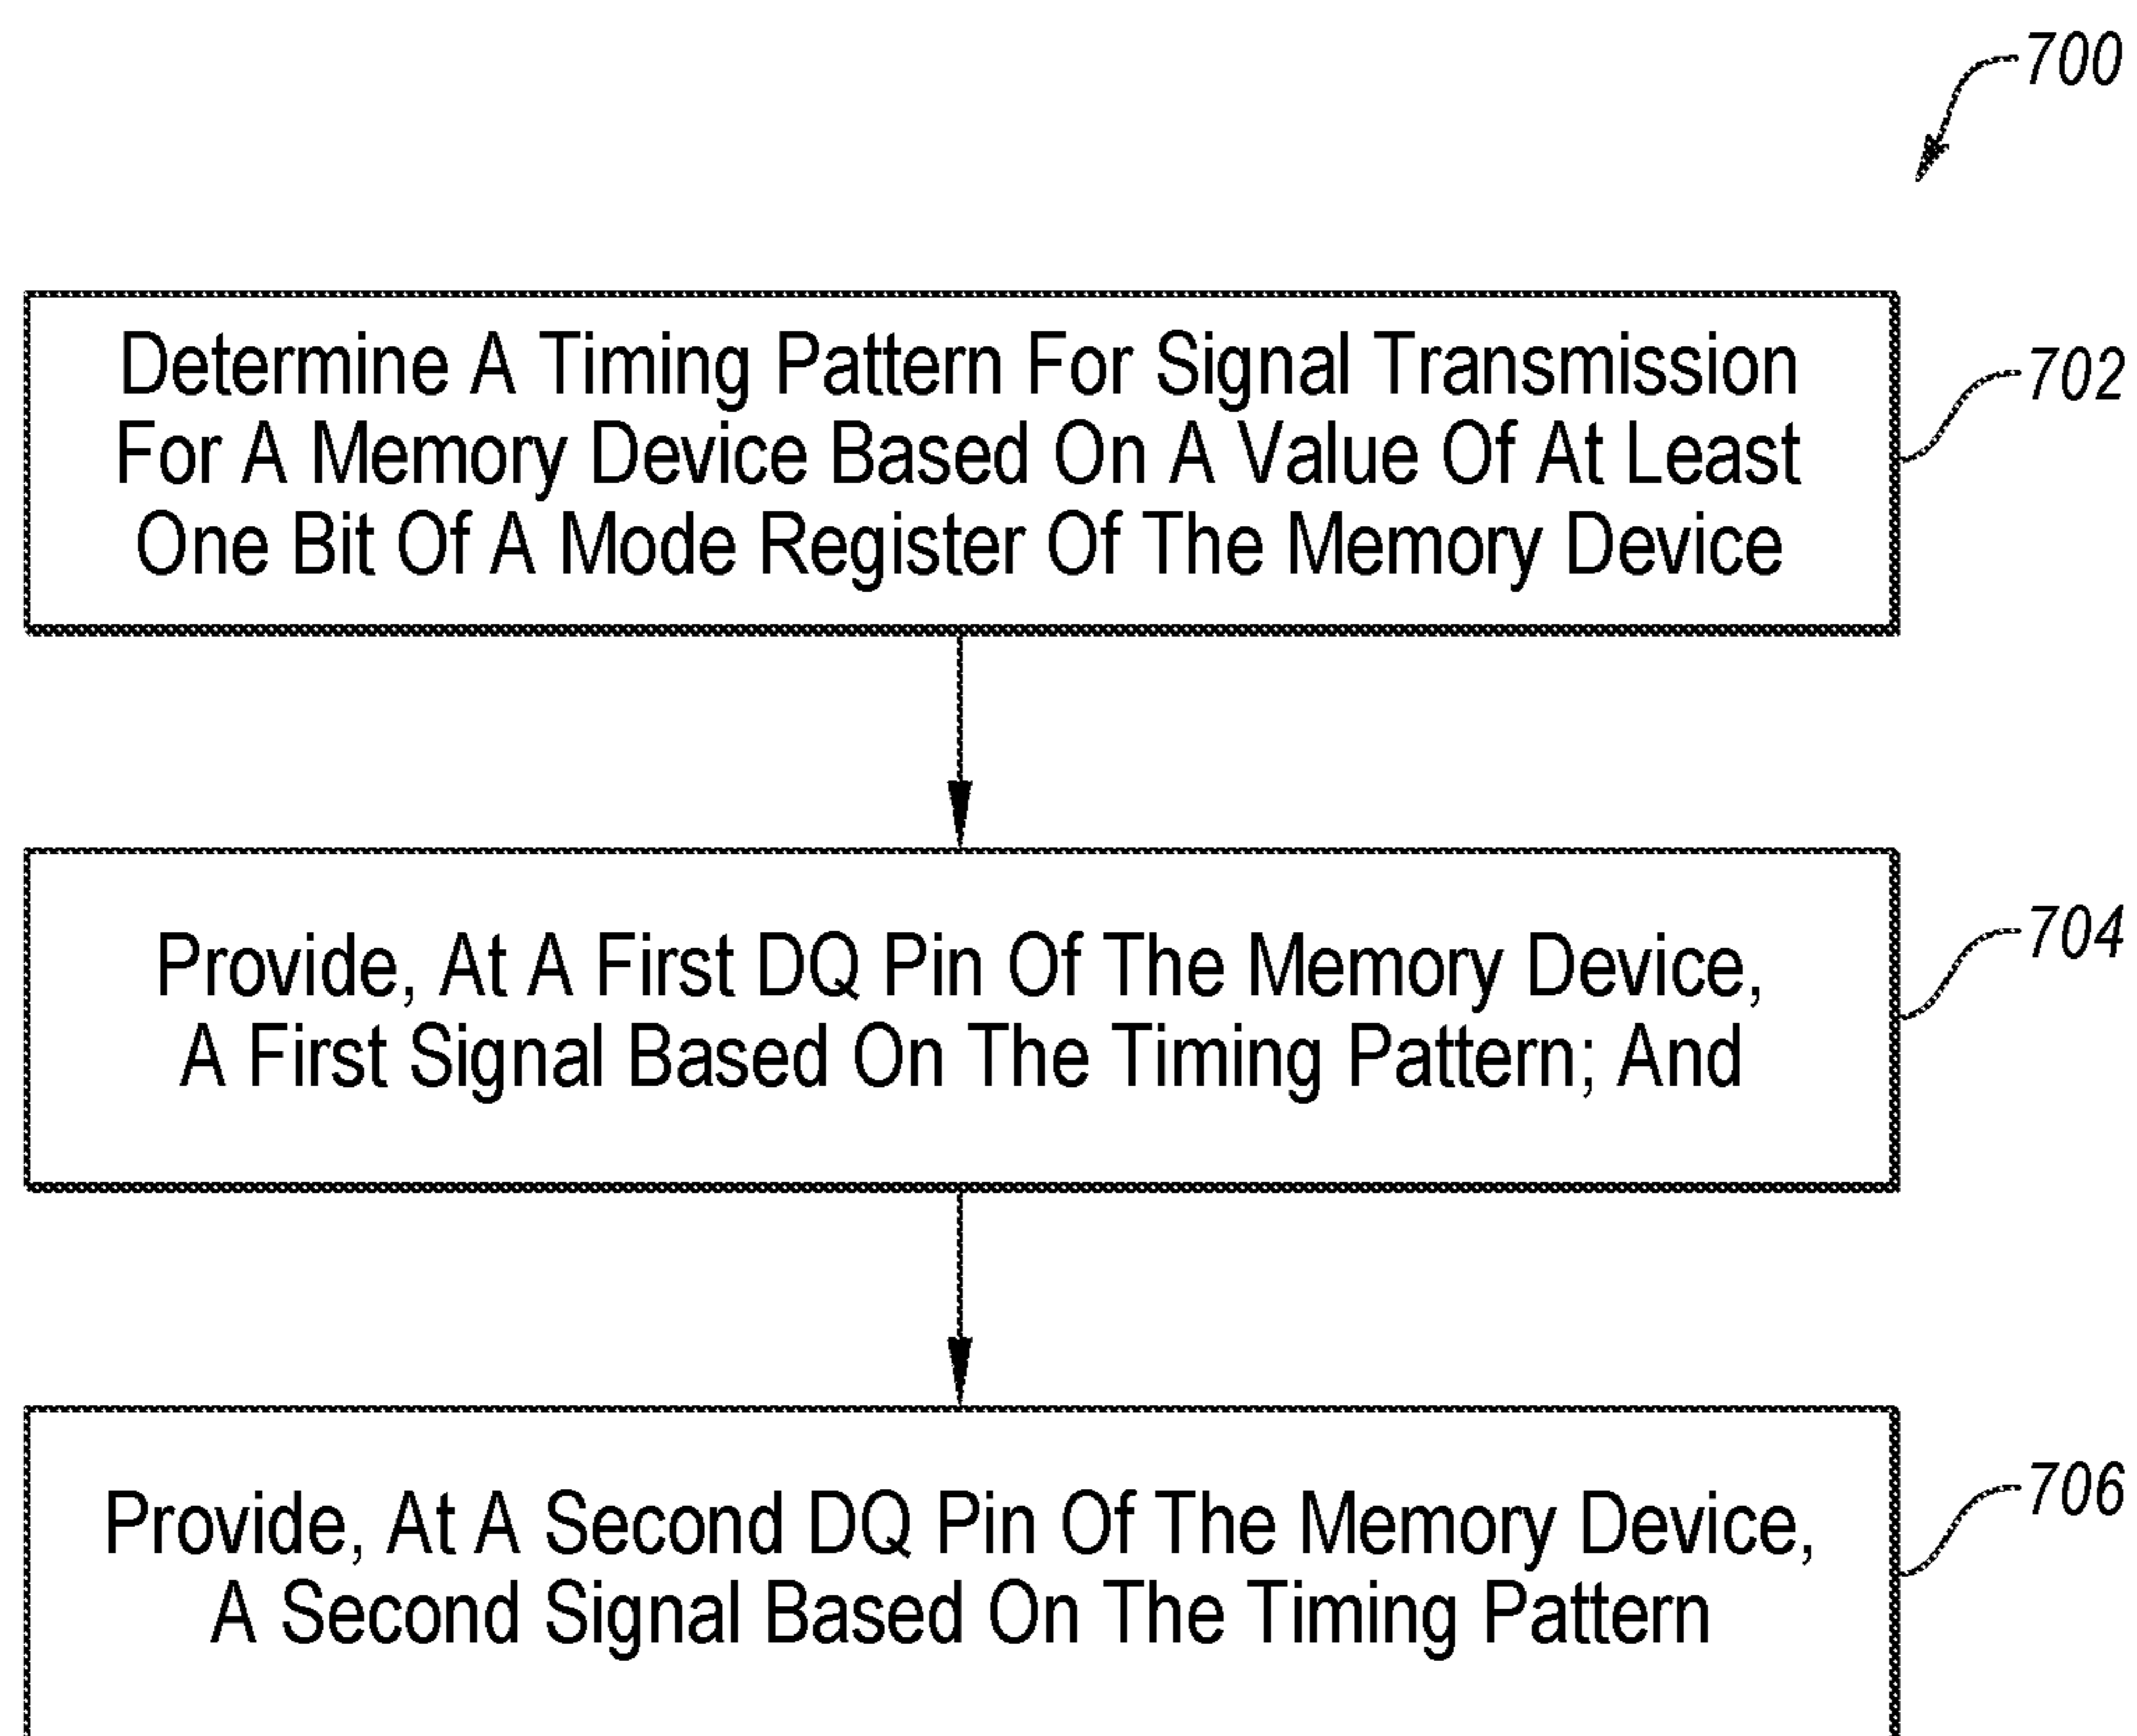 700
Determine A Timing Pattern For Signal Transmission
For A Memory Device Based On A Value Of At Least
One Bit Of A Mode Register Of The Memory Device
702
Provide, At A First DQ Pin Of The Memory Device,
A First Signal Based On The Timing Pattern; And
704
Provide, At A Second DQ Pin Of The Memory Device,
A Second Signal Based On The Timing Pattern
706